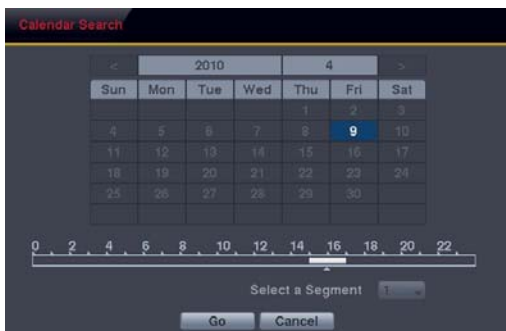 Calendar Search
< 2010 4 >
Sun Mon Tue Wed Thu Fri Sat
1 2 3
4 5 6 7 8 9 10
11 12 13 14 15 16 17
18 19 20 21 22 23 24
25 26 27 28 29 30
0 2 4 6 8 10 12 14 16 18 20 22
Select a Segment 1
Go Cancel